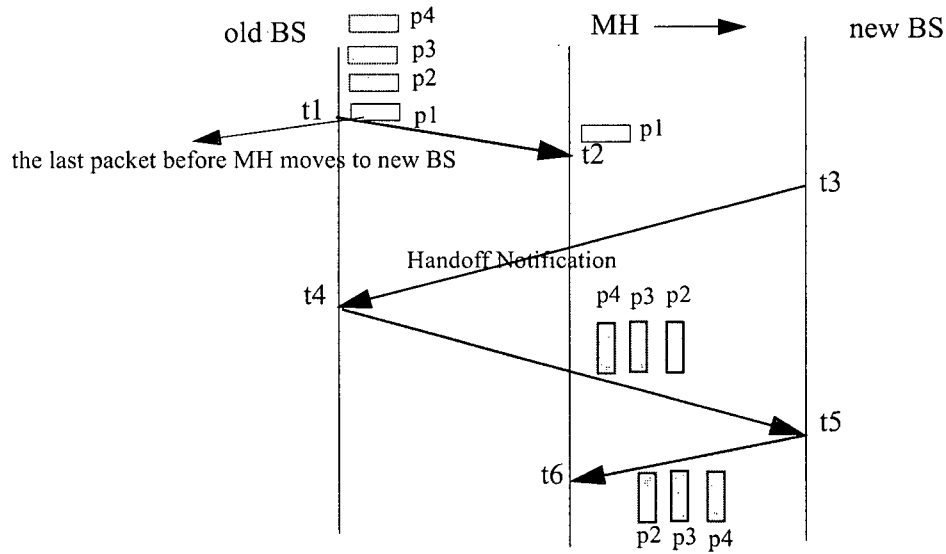 p4
old BS
MH
new BS
p3
p2
t1
p1
p1
the last packet before MH moves to new BS
t2
t3
Handoff Notification
t4
p4 p3 p2
t5
t6
p2 p3 p4